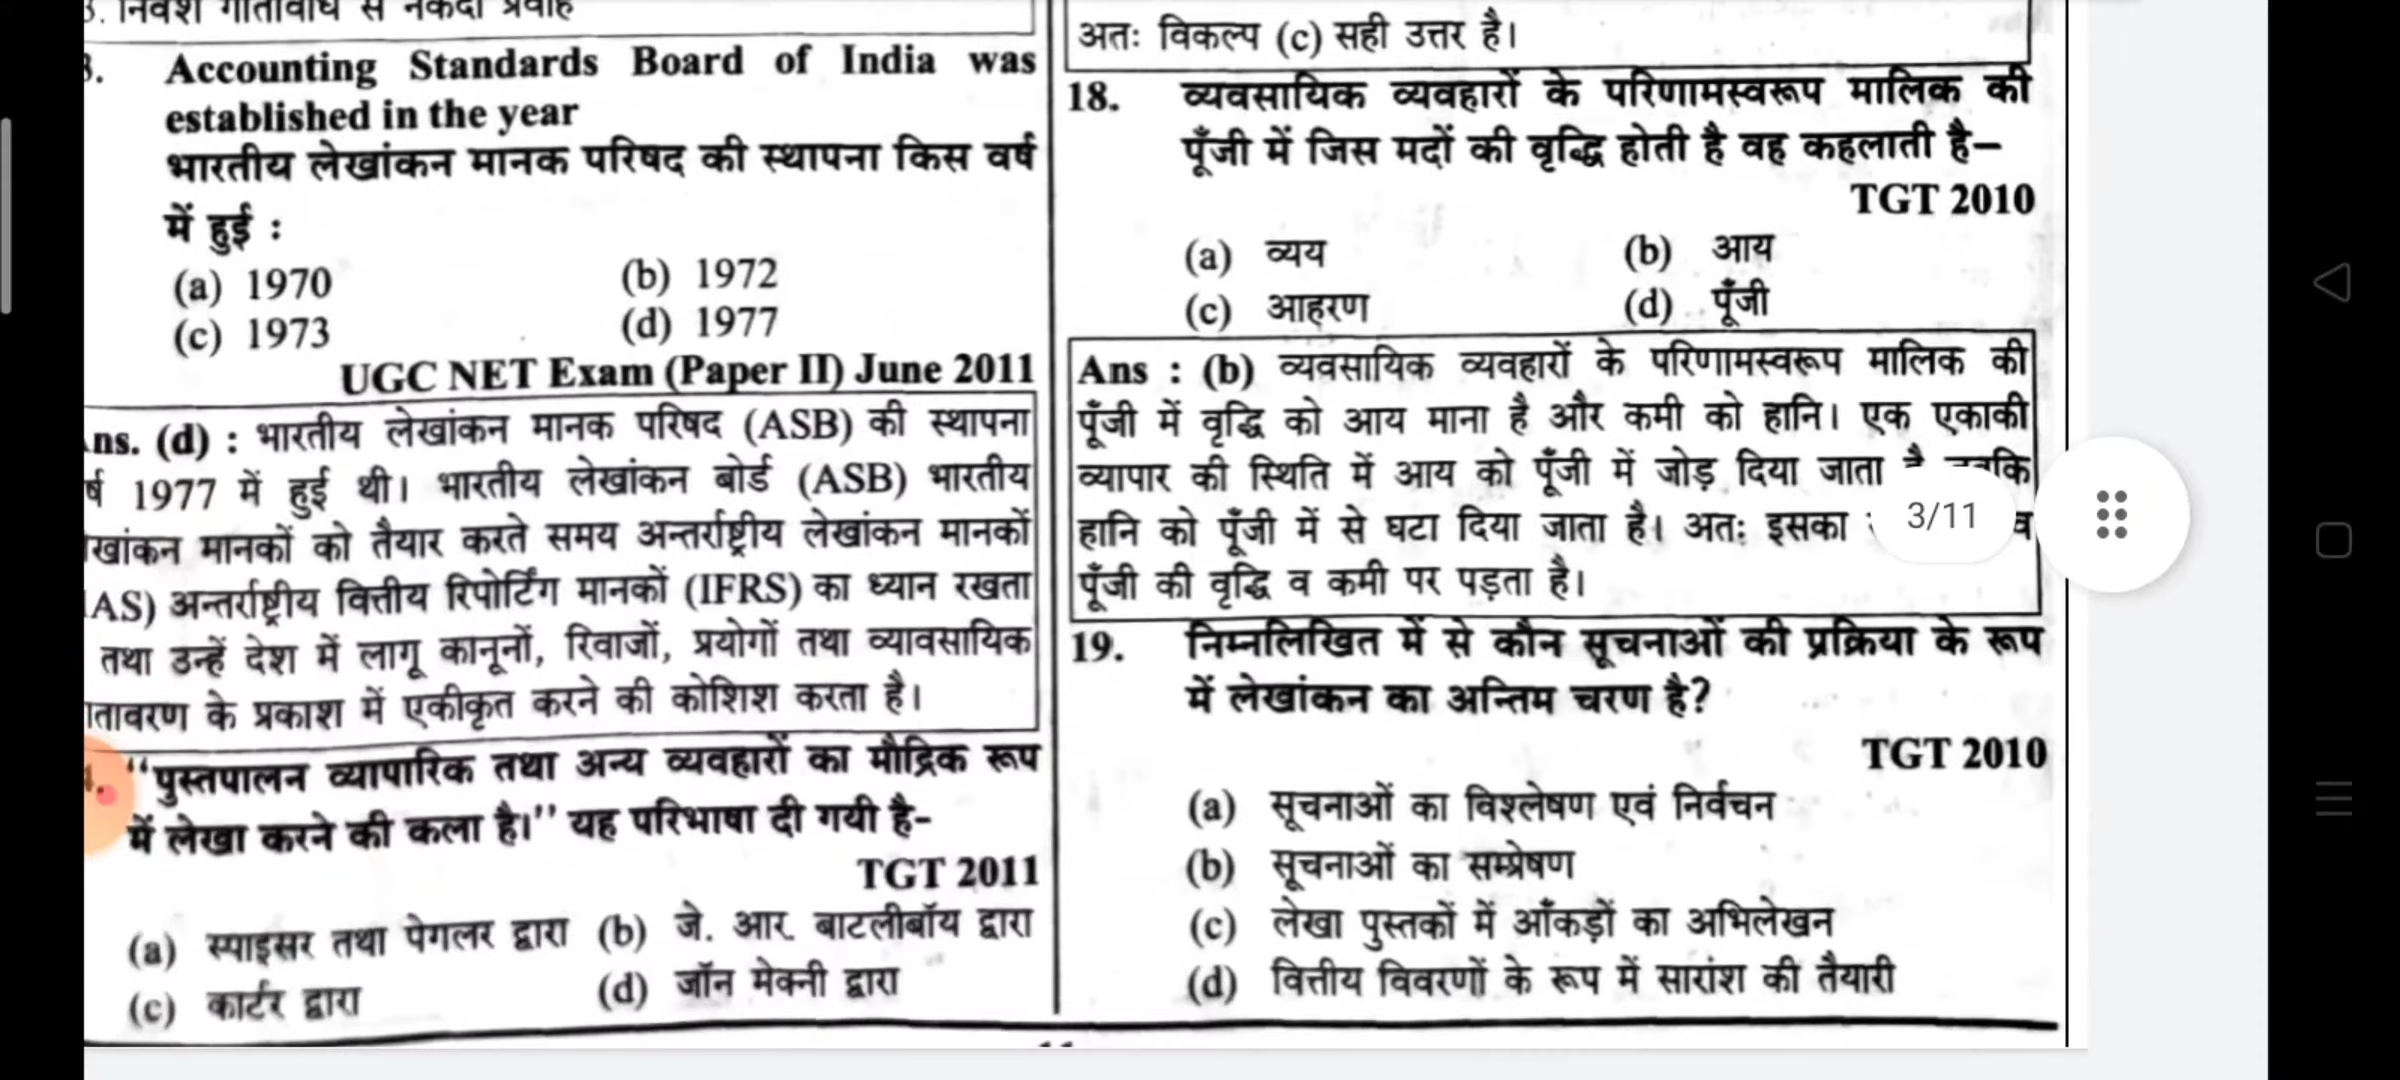 3. निवेश गतिविधि से नकदी प्रवाह
3. Accounting Standards Board of India was
established in the year
भारतीय लेखांकन मानक परिषद की स्थापना किस वर्ष
में हुई :
(a) 1970 (b) 1972
(c) 1973 (d) 1977
UGC NET Exam (Paper II) June 2011
ns. (d) : भारतीय लेखांकन मानक परिषद (ASB) की स्थापना
र्ष 1977 में हुई थी। भारतीय लेखांकन बोर्ड (ASB) भारतीय
खांकन मानकों को तैयार करते समय अन्तर्राष्ट्रीय लेखांकन मानकों
IAS) अन्तर्राष्ट्रीय वित्तीय रिपोर्टिंग मानकों (IFRS) का ध्यान रखता
तथा उन्हें देश में लागू कानूनों, रिवाजों, प्रयोगों तथा व्यावसायिक
तावरण के प्रकाश में एकीकृत करने की कोशिश करता है।
4. "पुस्तपालन व्यापारिक तथा अन्य व्यवहारों का मौद्रिक रूप
में लेखा करने की कला है।" यह परिभाषा दी गयी है-
TGT 2011
(a) स्पाइसर तथा पेगलर द्वारा (b) जे. आर. बाटलीबॉय द्वारा
(c) कार्टर द्वारा (d) जॉन मेक्नी द्वारा
अतः विकल्प (c) सही उत्तर है।
18. व्यवसायिक व्यवहारों के परिणामस्वरूप मालिक की
पूँजी में जिस मदों की वृद्धि होती है वह कहलाती है–
TGT 2010
(a) व्यय (b) आय
(c) आहरण (d) पूँजी
Ans : (b) व्यवसायिक व्यवहारों के परिणामस्वरूप मालिक की
पूँजी में वृद्धि को आय माना है और कमी को हानि। एक एकाकी
व्यापार की स्थिति में आय को पूँजी में जोड़ दिया जाता है
हानि को पूँजी में से घटा दिया जाता है। अतः इसका
पूँजी की वृद्धि व कमी पर पड़ता है।
3/11
19. निम्नलिखित में से कौन सूचनाओं की प्रक्रिया के रूप
में लेखांकन का अन्तिम चरण है?
TGT 2010
(a) सूचनाओं का विश्लेषण एवं निर्वचन
(b) सूचनाओं का सम्प्रेषण
(c) लेखा पुस्तकों में आँकड़ों का अभिलेखन
(d) वित्तीय विवरणों के रूप में सारांश की तैयारी